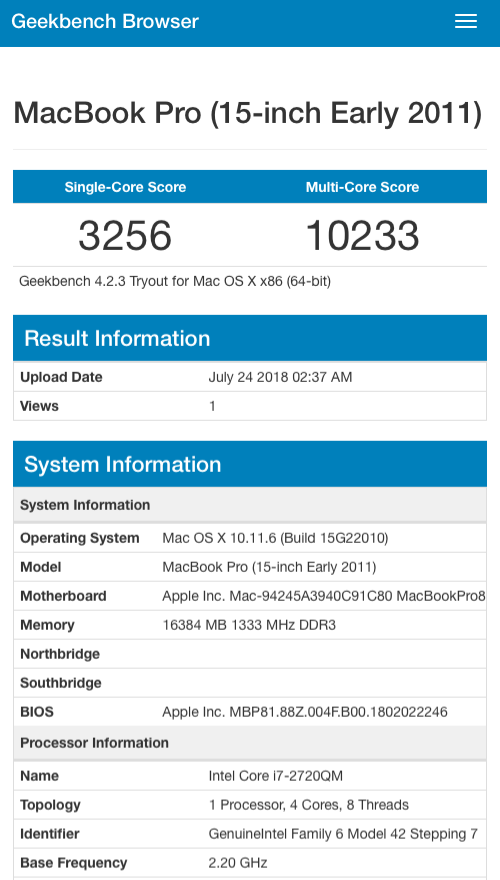 Geekbench Browser
MacBook Pro (15-inch Early 2011)
Single-Core Score Multi-Core Score
3256 10233
Geekbench 4.2.3 Tryout for Mac OS X x86 (64-bit)
Result Information
Upload Date July 24 2018 02:37 AM
Views 1
System Information
System Information
Operating System Mac OS X 10.11.6 (Build 15G22010)
Model MacBook Pro (15-inch Early 2011)
Motherboard Apple Inc. Mac-94245A3940C91C80 MacBookPro8
Memory 16384 MB 1333 MHz DDR3
Northbridge
Southbridge
BIOS Apple Inc. MBP81.88Z.004F.B00.1802022246
Processor Information
Name Intel Core i7-2720QM
Topology 1 Processor, 4 Cores, 8 Threads
Identifier GenuineIntel Family 6 Model 42 Stepping 7
Base Frequency 2.20 GHz